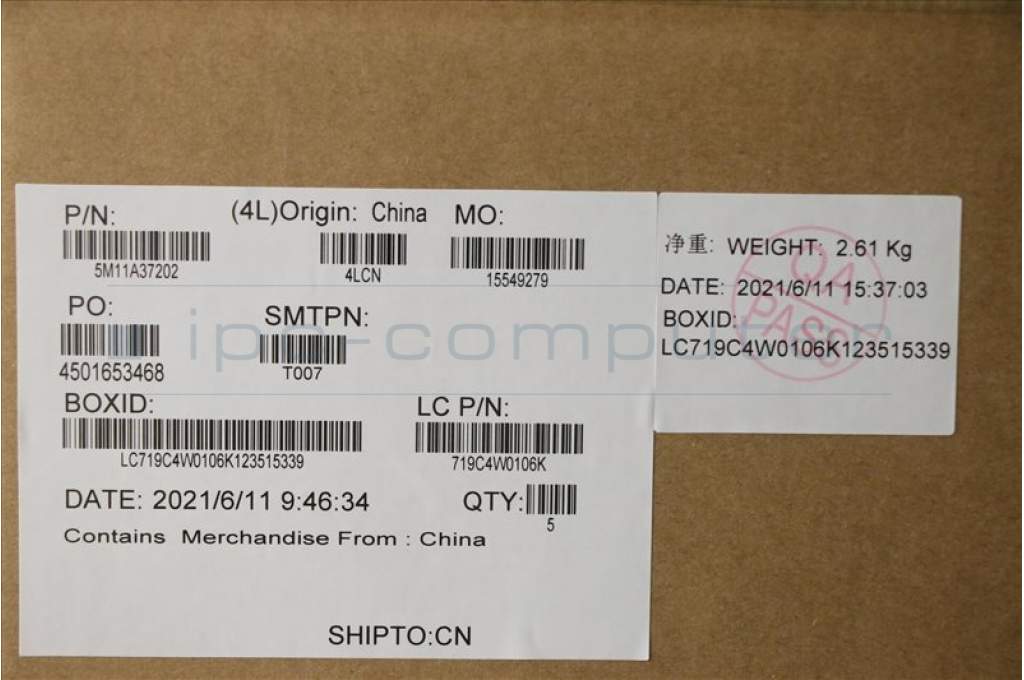 P/N: (4L)Origin: China MO:
5M11A37202 4LCN 15549279
PO: SMTPN:
4501653468 T007
BOXID: LC P/N:
LC719C4W0106K123515339 719C4W0106K
DATE: 2021/6/11 9:46:34 QTY:
5
Contains Merchandise From : China
SHIPTO:CN
净重: WEIGHT: 2.61 Kg
DATE: 2021/6/11 15:37:03
BOXID:
LC719C4W0106K123515339
QA
PASS
ipc-computer